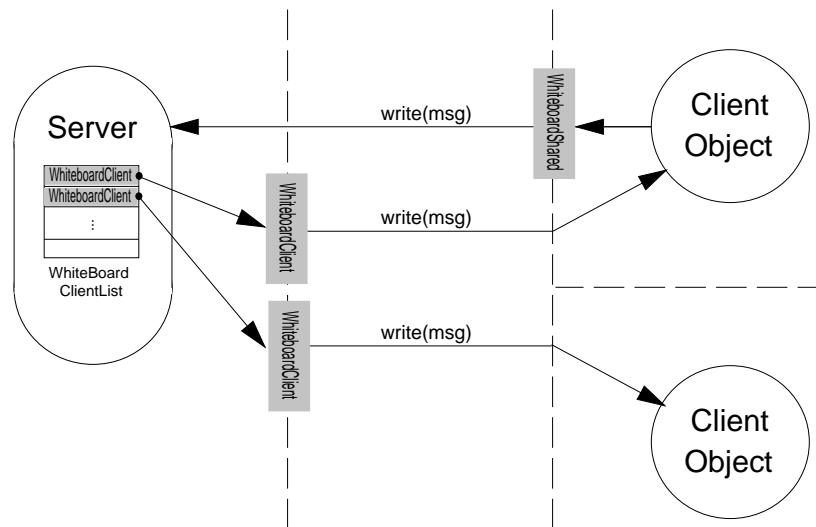 Server
WhiteboardClient
WhiteboardClient
...
WhiteBoard
ClientList
write(msg)
WhiteboardShared
Client
Object
WhiteboardClient
write(msg)
WhiteboardClient
write(msg)
Client
Object